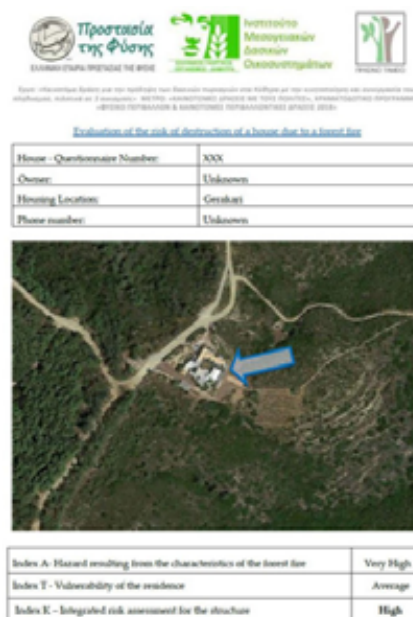 Προστασία
της Φύσης
ΕΛΛΗΝΙΚΗ ΕΤΑΙΡΙΑ ΠΡΟΣΤΑΣΙΑΣ ΤΗΣ ΦΥΣΗΣ
Ινστιτούτο
Μεσογειακών
Δασικών
Οικοσυστημάτων
Evaluation of the risk of destruction of a house due to a forest fire
House - Questionnaire Number: XXX
Owner: Unknown
Housing Location: Gerakari
Phone number: Unknown
Index A- Hazard resulting from the characteristics of the forest fire Very High
Index T - Vulnerability of the residence Average
Index K – Integrated risk assessment for the structure High